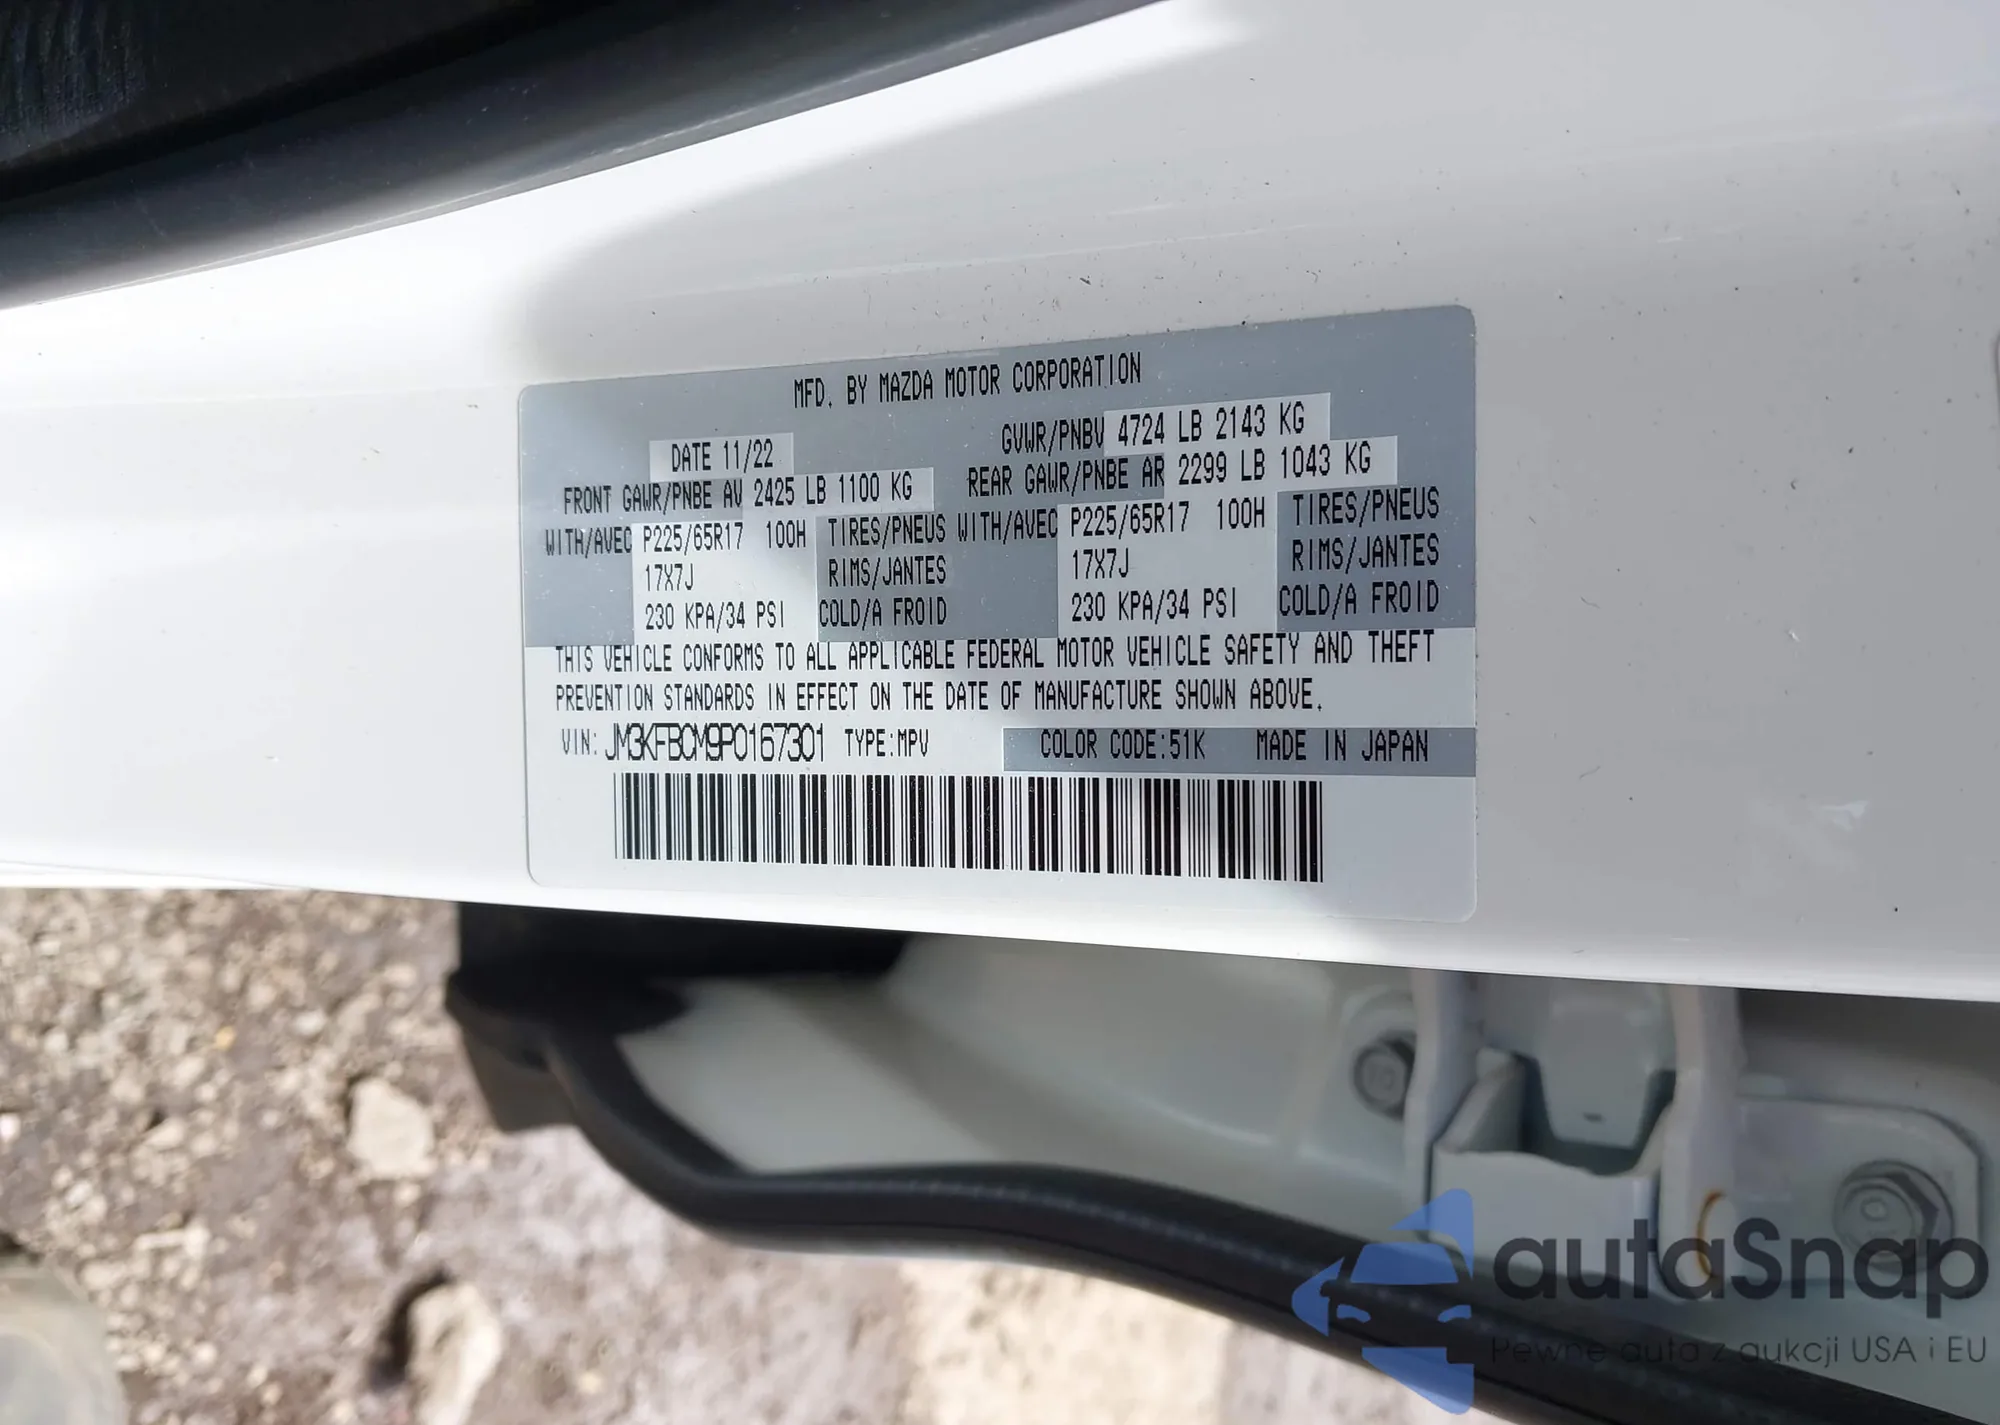 MFD. BY MAZDA MOTOR CORPORATION
DATE 11/22 GVWR/PNBV 4724 LB 2143 KG
FRONT GAWR/PNBE AV 2425 LB 1100 KG REAR GAWR/PNBE AR 2299 LB 1043 KG
WITH/AVEC P225/65R17 100H TIRES/PNEUS WITH/AVEC P225/65R17 100H TIRES/PNEUS
17X7J RIMS/JANTES 17X7J RIMS/JANTES
230 KPA/34 PSI COLD/A FROID 230 KPA/34 PSI COLD/A FROID
THIS VEHICLE CONFORMS TO ALL APPLICABLE FEDERAL MOTOR VEHICLE SAFETY AND THEFT
PREVENTION STANDARDS IN EFFECT ON THE DATE OF MANUFACTURE SHOWN ABOVE.
VIN: JM3KFBCM9P0167301 TYPE:MPV COLOR CODE:51K MADE IN JAPAN
autaSnap
Pewne auta z aukcji USA i EU